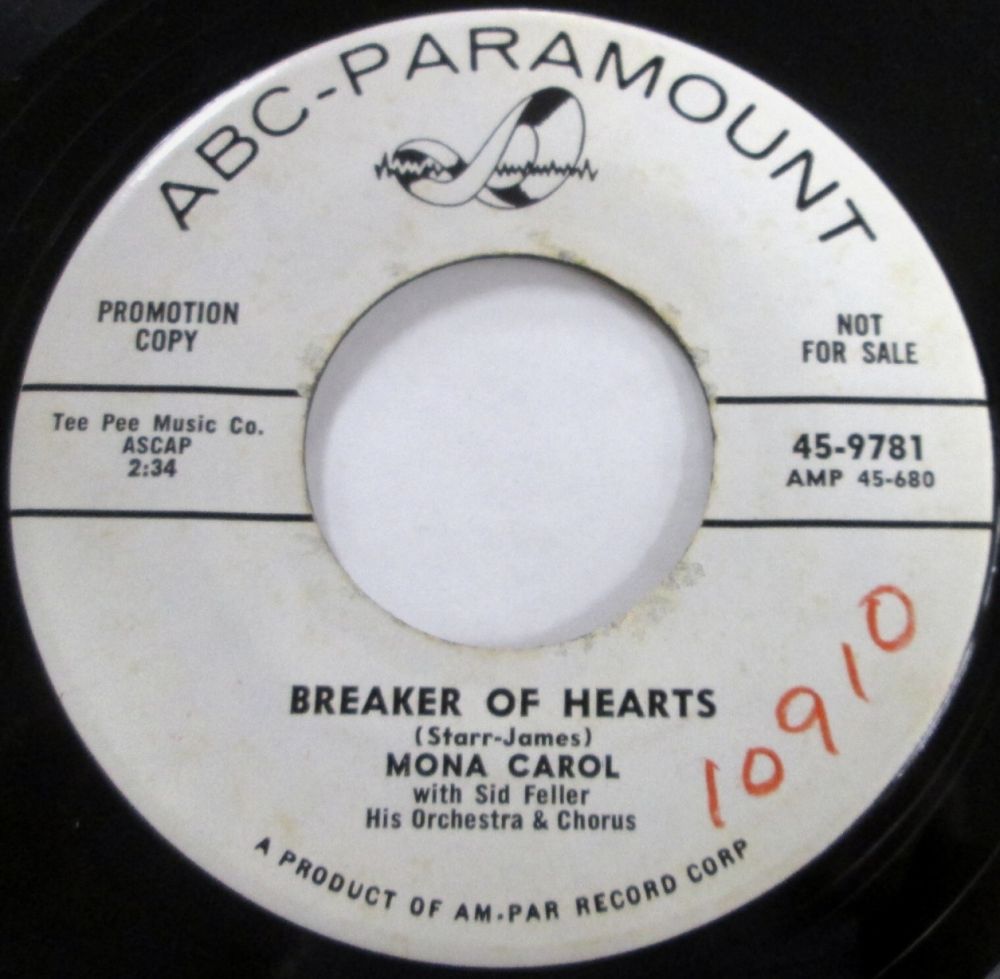 ABC-PARAMOUNT
PROMOTION
COPY
NOT
FOR SALE
Tee Pee Music Co.
ASCAP
2:34
45-9781
AMP 45-680
10910
BREAKER OF HEARTS
(Starr-James)
MONA CAROL
with Sid Feller
His Orchestra & Chorus
A PRODUCT OF AM-PAR RECORD CORP